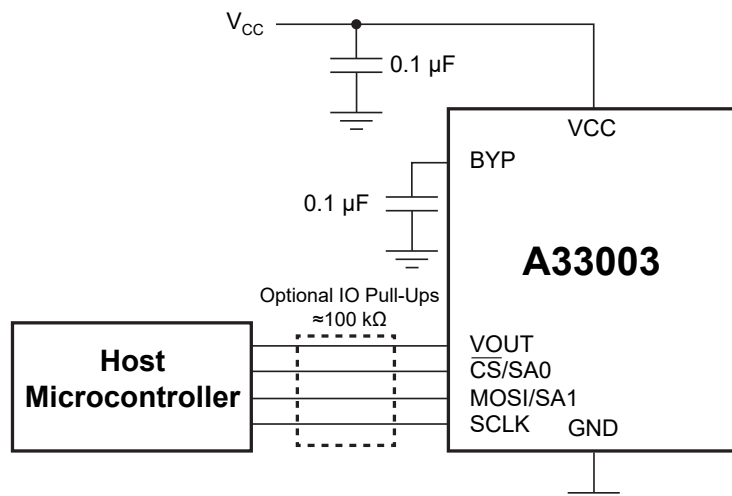 VCC
0.1 µF
VCC
BYP
0.1 µF
A33003
Optional IO Pull-Ups
≈100 kΩ
Host
Microcontroller
VOUT
CS/SA0
MOSI/SA1
SCLK
GND